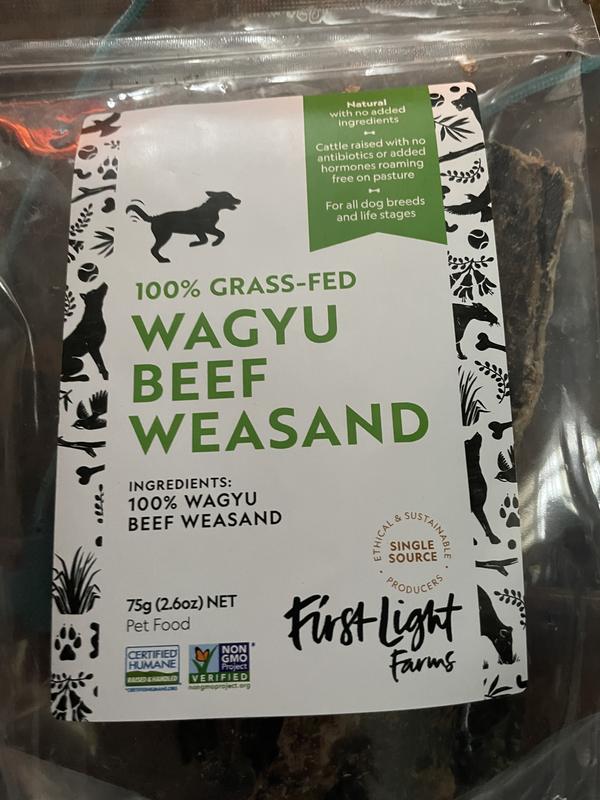 Natural
with no added
ingredients
Cattle raised with no
antibiotics or added
hormones roaming
free on pasture
For all dog breeds
and life stages
100% GRASS-FED
WAGYU
BEEF
WEASAND
INGREDIENTS:
100% WAGYU
BEEF WEASAND
ETHICAL & SUSTAINABLE
SINGLE
SOURCE
PRODUCERS
75g (2.6oz) NET
Pet Food
First Light
Farms
CERTIFIED
HUMANE
RAISED & HANDLED
NON
GMO
Project
VERIFIED
nongmoproject.org